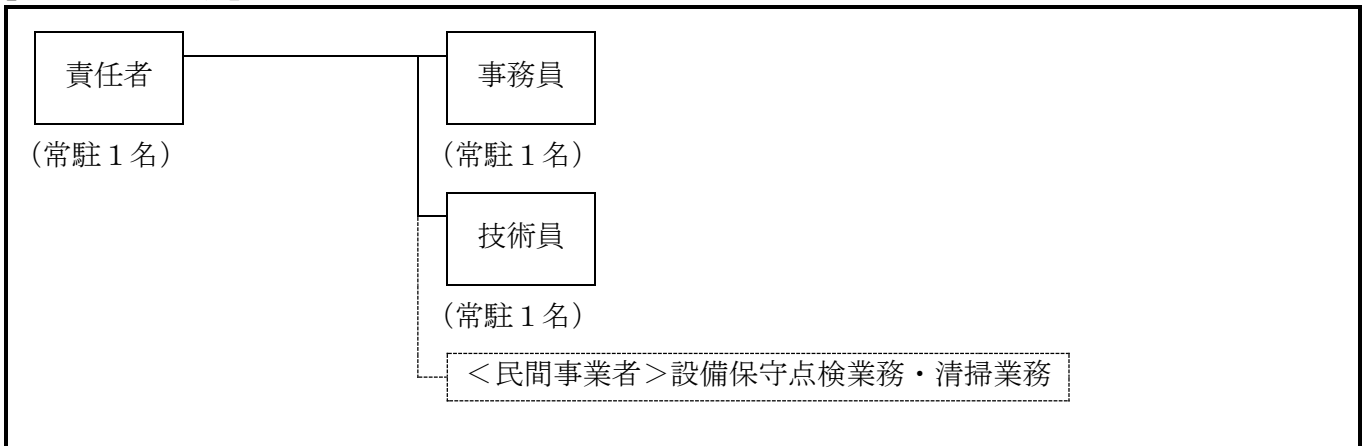 責任者
事務員
（常駐１名）
（常駐１名）
技術員
（常駐１名）
＜民間事業者＞設備保守点検業務・清掃業務